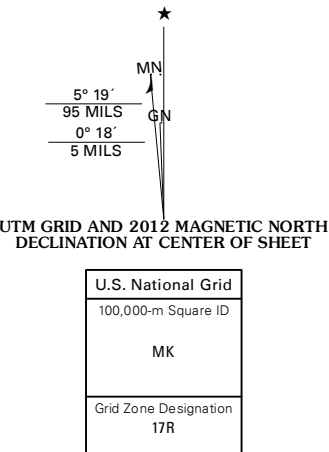 ★
MN
5° 19´
95 MILS
GN
0° 18´
5 MILS
UTM GRID AND 2012 MAGNETIC NORTH
DECLINATION AT CENTER OF SHEET
U.S. National Grid
100,000-m Square ID
MK
Grid Zone Designation
17R